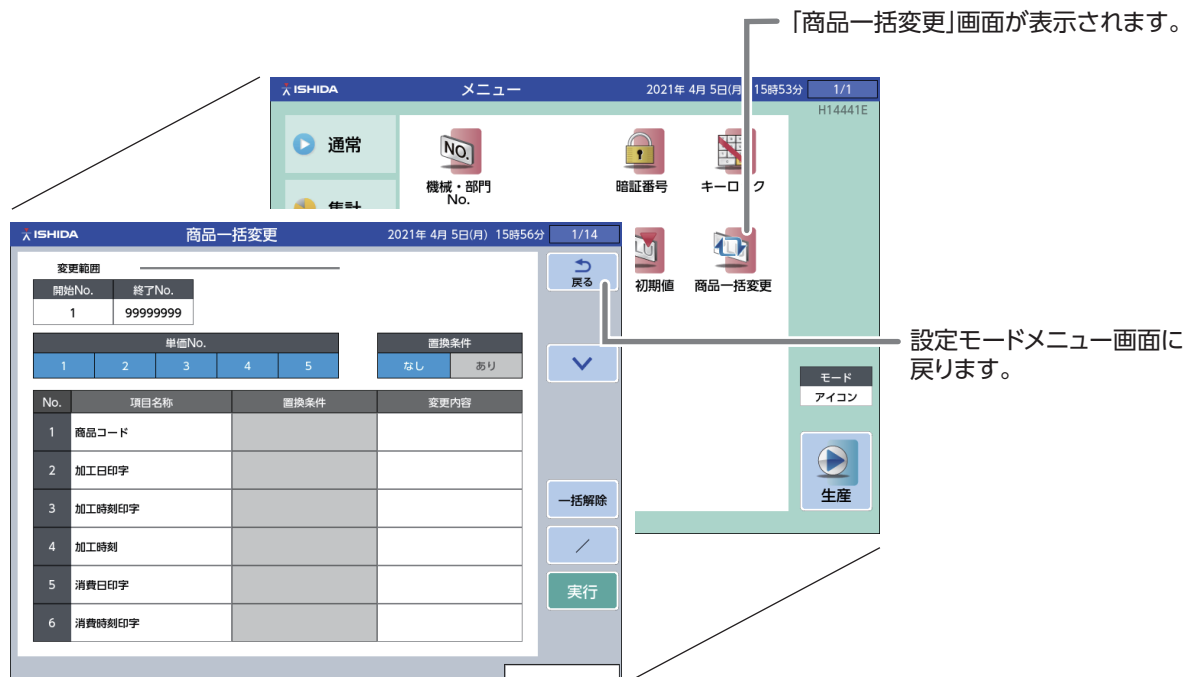 「商品一括変更」画面が表示されます。
ISHIDA メニュー 2021年 4月 5日(月) 15時53分 1/1
H14441E
通常
NO.
機械・部門
No.
暗証番号
集計
初期値
商品一括変更
モード
アイコン
生産
設定モードメニュー画面に
戻ります。
ISHIDA 商品一括変更 2021年 4月 5日(月) 15時56分 1/14
変更範囲
開始No. 終了No.
1 99999999
単価No. 置換条件
1 2 3 4 5 なし あり
戻る
No. 項目名称 置換条件 変更内容
1 商品コード
2 加工日印字
3 加工時刻印字
4 加工時刻
5 消費日印字
6 消費時刻印字
一括解除
／
実行